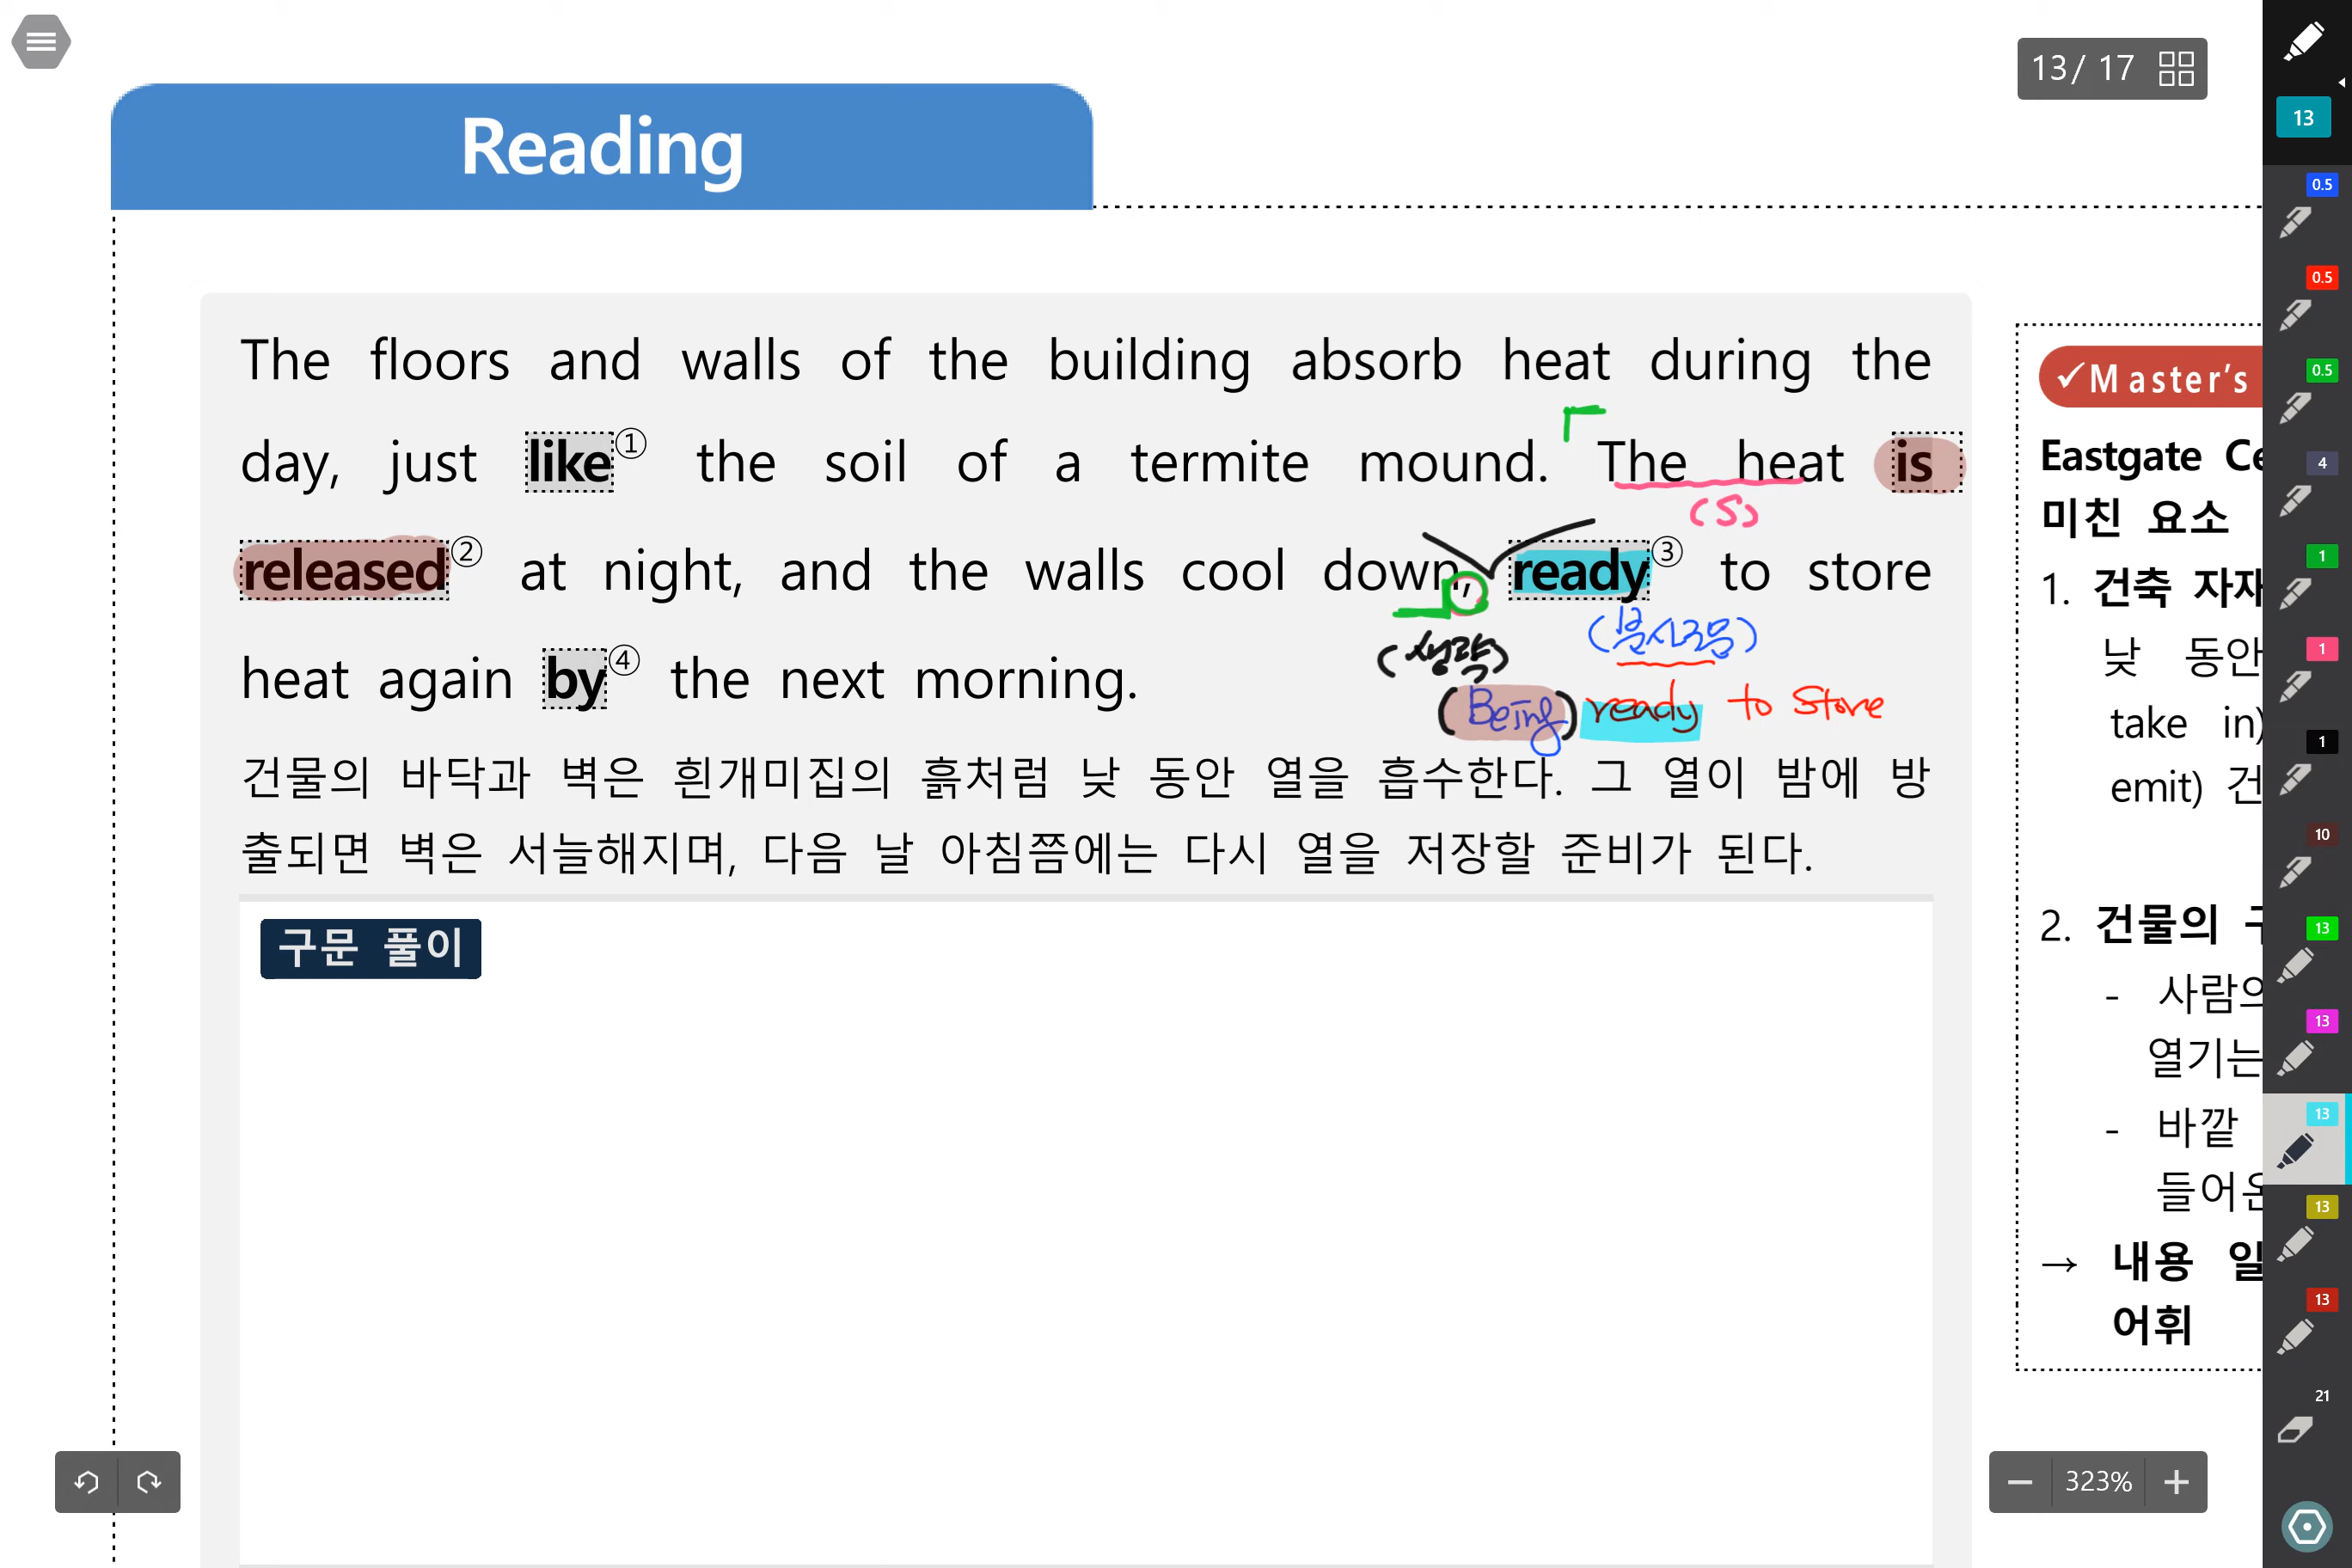 13/ 17
Reading
The floors and walls of the building absorb heat during the
day, just like① the soil of a termite mound. The heat is
(S)
released② at night, and the walls cool down, ready③ to store
(생략) (분사구문)
heat again by④ the next morning.
(Being) ready to store
건물의 바닥과 벽은 흰개미집의 흙처럼 낮 동안 열을 흡수한다. 그 열이 밤에 방
출되면 벽은 서늘해지며, 다음 날 아침쯤에는 다시 열을 저장할 준비가 된다.
구문 풀이
✓Master's
Eastgate Ce
미친 요소
1. 건축 자재
낮 동안
take in)
emit) 건
2. 건물의
- 사람의
열기는
- 바깥
들어온
→ 내용 일
어휘
13
0.5
0.5
0.5
4
1
1
1
10
13
13
13
13
13
21
323%